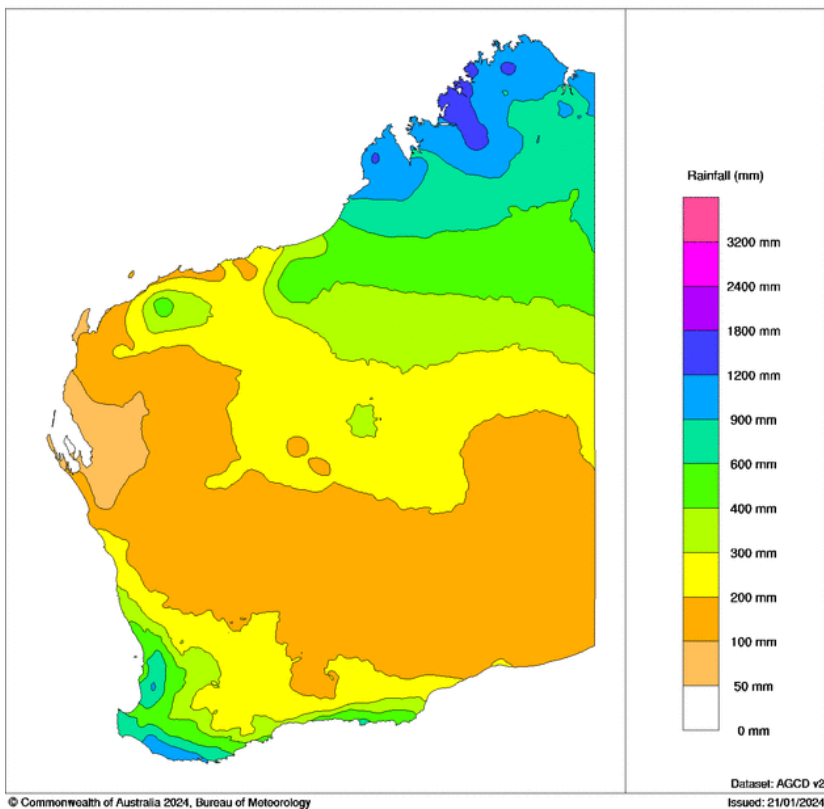 Rainfall (mm)
3200 mm
2400 mm
1800 mm
1200 mm
900 mm
600 mm
400 mm
300 mm
200 mm
100 mm
50 mm
0 mm
Dataset: AGCD v2
© Commonwealth of Australia 2024, Bureau of Meteorology
Issued: 21/01/2024